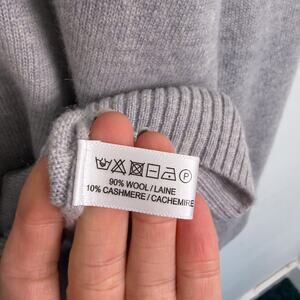 P
90% WOOL / LAINE
10% CASHMERE / CACHEMIRE